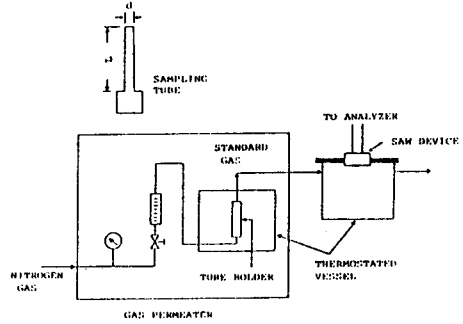 d
L
SAMPLING
TUBE
TO ANALYZER
SAW DEVICE
STANDARD
GAS
NITROGEN
GAS
TUBE HOLDER
THERMOSTATED
VESSEL
GAS PERMEATER